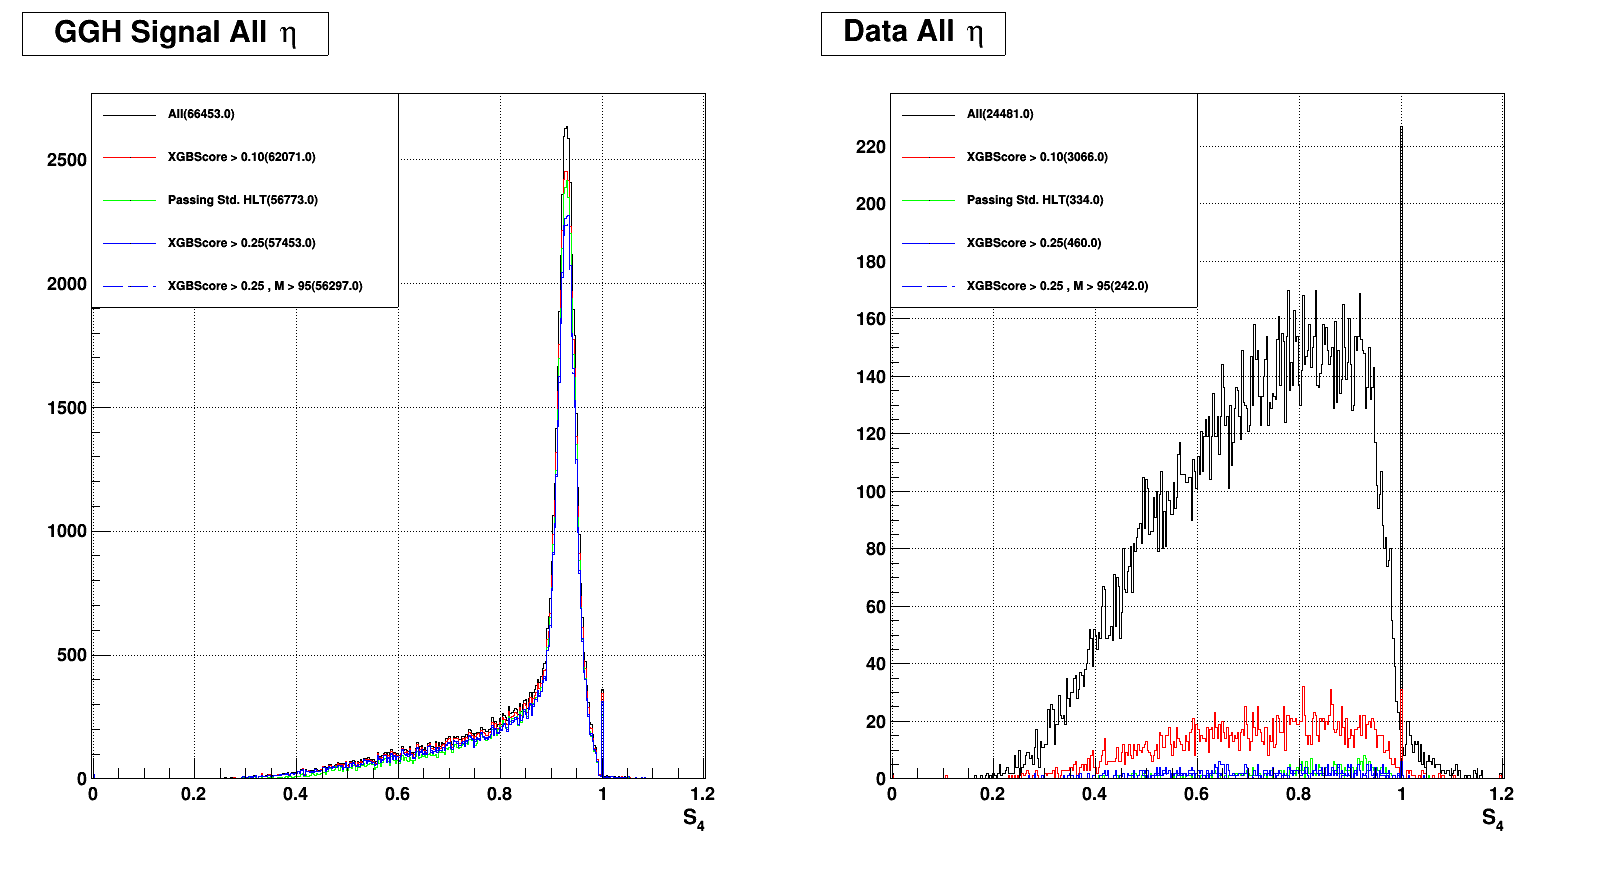 GGH Signal All η
All(66453.0)
XGBScore > 0.10(62071.0)
Passing Std. HLT(56773.0)
XGBScore > 0.25(57453.0)
XGBScore > 0.25 , M > 95(56297.0)
2500
2000
1500
1000
500
0
0 0.2 0.4 0.6 0.8 1 1.2
S4
Data All η
All(24481.0)
XGBScore > 0.10(3066.0)
Passing Std. HLT(334.0)
XGBScore > 0.25(460.0)
XGBScore > 0.25 , M > 95(242.0)
220
200
180
160
140
120
100
80
60
40
20
0
0 0.2 0.4 0.6 0.8 1 1.2
S4